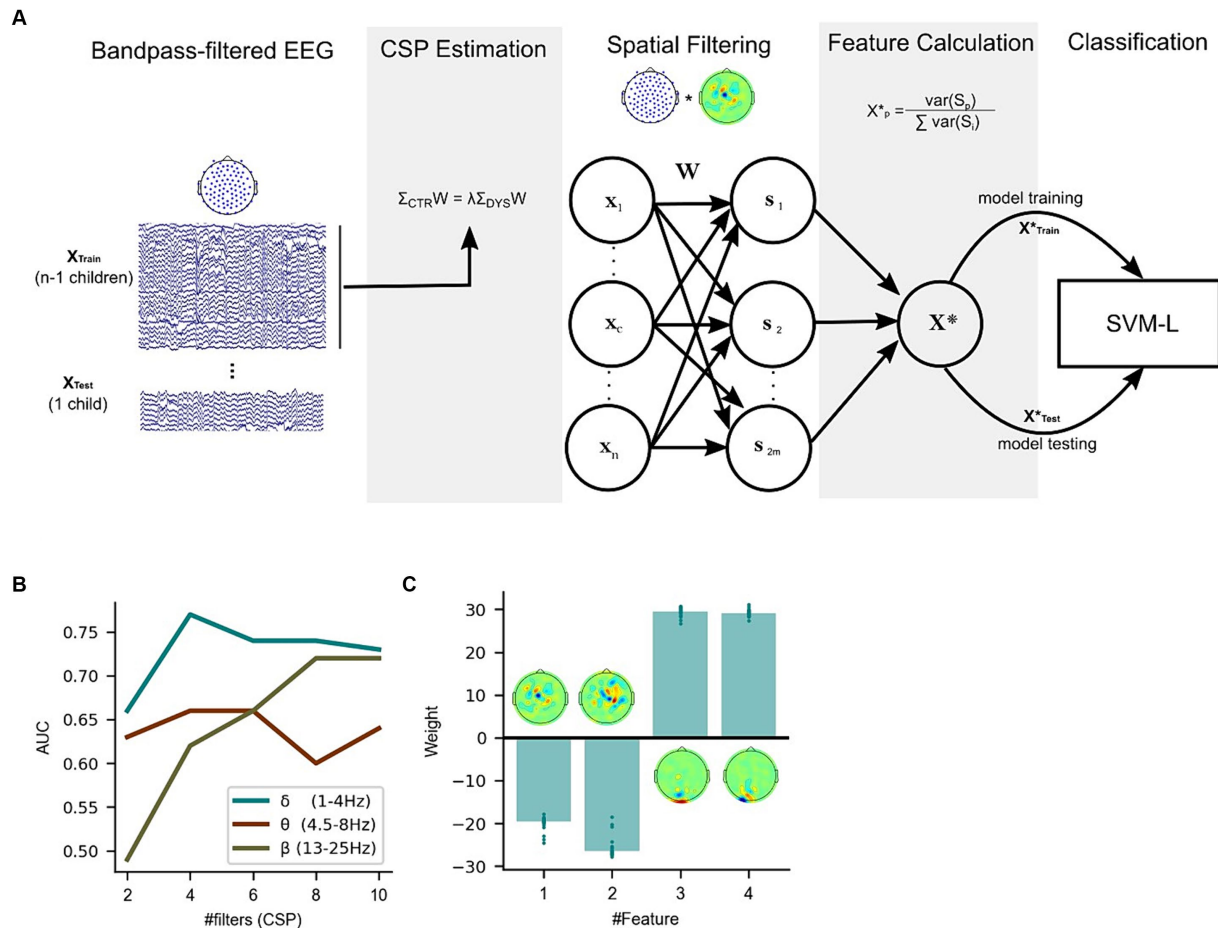 A
Bandpass-filtered EEG
CSP Estimation
Spatial Filtering
Feature Calculation
Classification
*
X*p = var(Sp) / ∑ var(Si)
XTrain
(n-1 children)
XTest
(1 child)
ΣCTRW = λΣDYSW
W
x1
xc
xn
s1
s2
s2m
X*
model training
X*Train
SVM-L
X*Test
model testing
B
AUC
0.75
0.70
0.65
0.60
0.55
0.50
δ (1-4Hz)
θ (4.5-8Hz)
β (13-25Hz)
2 4 6 8 10
#filters (CSP)
C
Weight
30
20
10
0
−10
−20
−30
1 2 3 4
#Feature